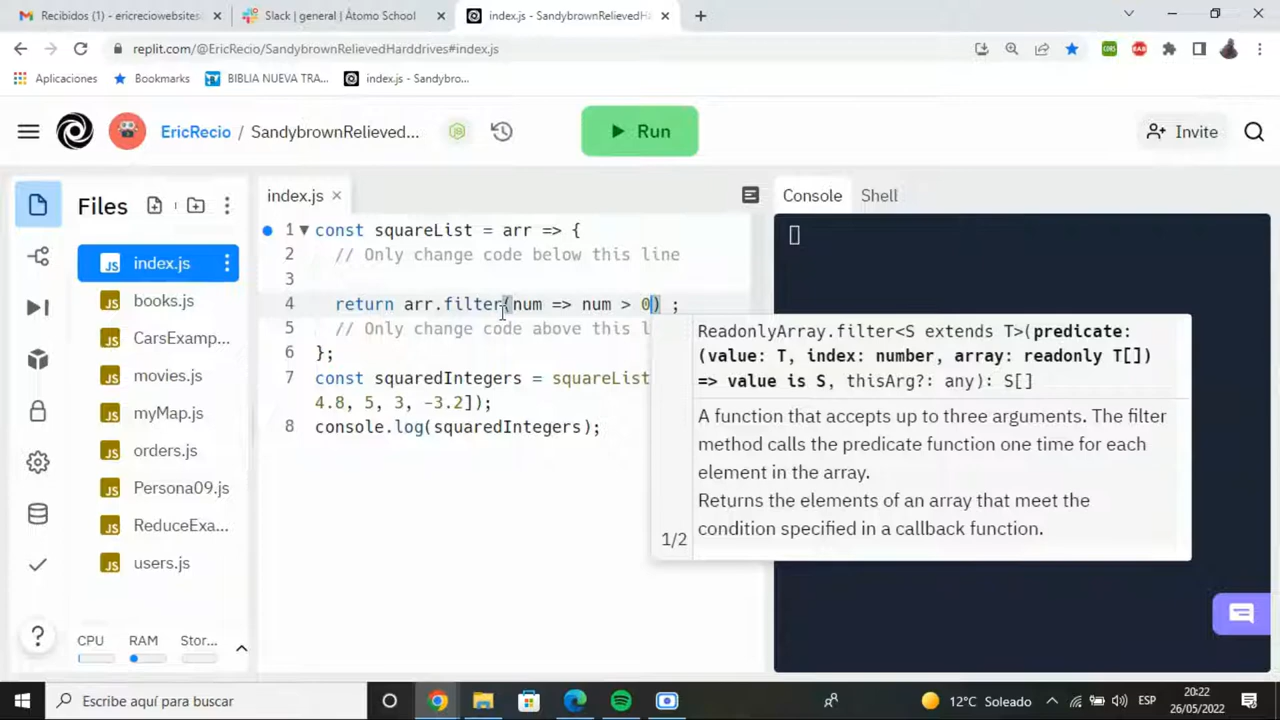 Recibidos (1) - ericreciowebsites
Slack | general | Átomo School
index.js - SandybrownRelievedHa
replit.com/@EricRecio/SandybrownRelievedHarddrives#index.js
Aplicaciones
Bookmarks
BIBLIA NUEVA TRA...
index.js - Sandybro...
EricRecio / SandybrownRelieved...
Run
Invite
Files
index.js
books.js
CarsExamp...
movies.js
myMap.js
orders.js
Persona09.js
ReduceExa...
users.js
CPU RAM Stor...
index.js
1 const squareList = arr => {
2 // Only change code below this line
3
4 return arr.filter(num => num > 0) ;
5 // Only change code above this l
6 };
7 const squaredIntegers = squareList
4.8, 5, 3, -3.2]);
8 console.log(squaredIntegers);
ReadonlyArray.filter<S extends T>(predicate:
(value: T, index: number, array: readonly T[])
=> value is S, thisArg?: any): S[]
A function that accepts up to three arguments. The filter
method calls the predicate function one time for each
element in the array.
Returns the elements of an array that meet the
condition specified in a callback function.
1/2
Console Shell
Escribe aquí para buscar
12°C Soleado
ESP
20:22
26/05/2022